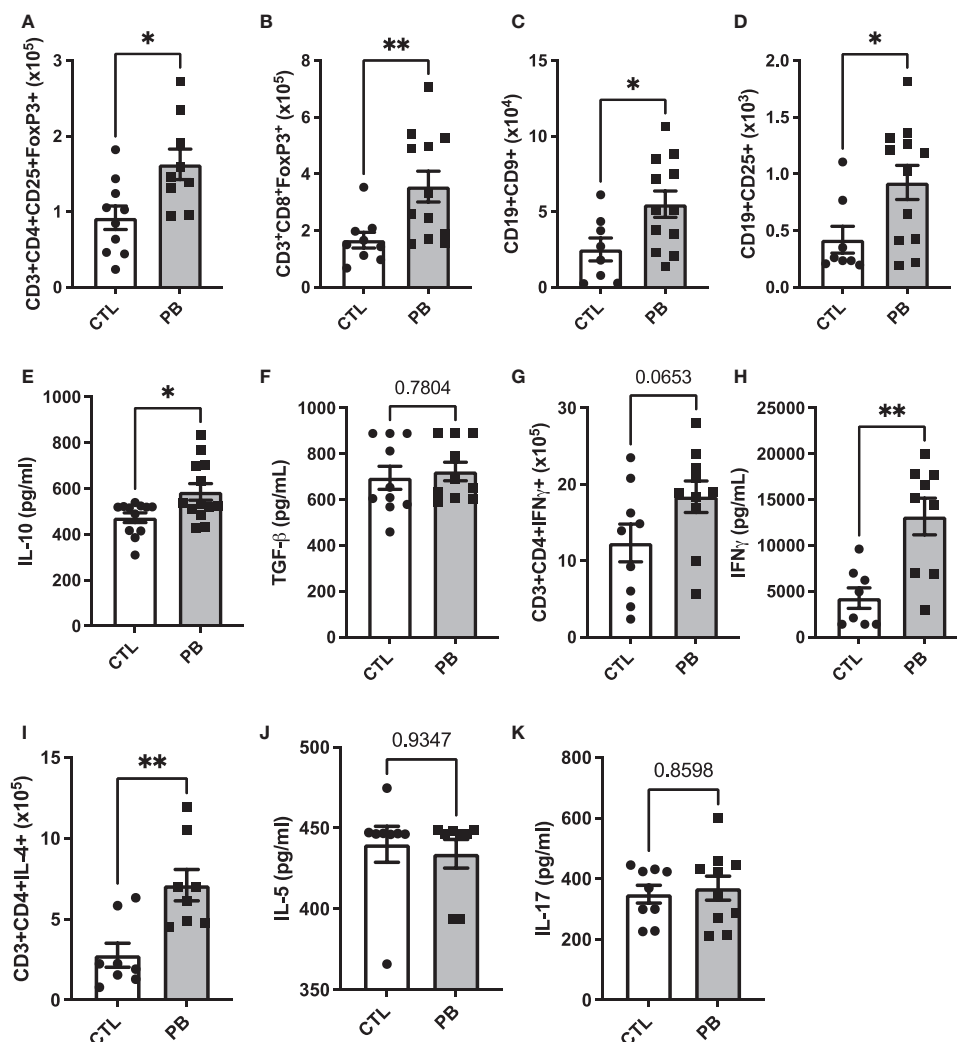 A
CD3+CD4+CD25+FoxP3+ (x10⁵)
*
3
2
1
0
CTL
PB
B
CD3⁺CD8⁺FoxP3⁺ (x10⁵)
**
8
6
4
2
0
CTL
PB
C
CD19+CD9+ (x10⁴)
*
15
10
5
0
CTL
PB
D
CD19+CD25+ (x10³)
*
2.0
1.5
1.0
0.5
0.0
CTL
PB
E
IL-10 (pg/ml)
*
1000
800
600
400
200
0
CTL
PB
F
TGF-β (pg/mL)
0.7804
1000
800
600
400
200
0
CTL
PB
G
CD3+CD4+IFNγ+ (x10⁵)
0.0653
30
20
10
0
CTL
PB
H
IFNγ (pg/mL)
**
25000
20000
15000
10000
5000
0
CTL
PB
I
CD3+CD4+IL-4+ (x10⁵)
**
15
10
5
0
CTL
PB
J
IL-5 (pg/ml)
0.9347
500
450
400
350
CTL
PB
K
IL-17 (pg/ml)
0.8598
800
600
400
200
0
CTL
PB